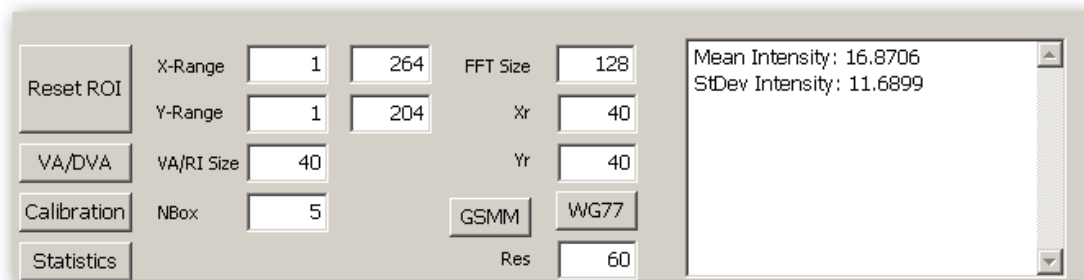 Reset ROI
X-Range 1 264
Y-Range 1 204
VA/DVA
VA/RI Size 40
Calibration
NBox 5
Statistics
FFT Size 128
Xr 40
Yr 40
GSMM WG77
Res 60
Mean Intensity: 16.8706
StDev Intensity: 11.6899